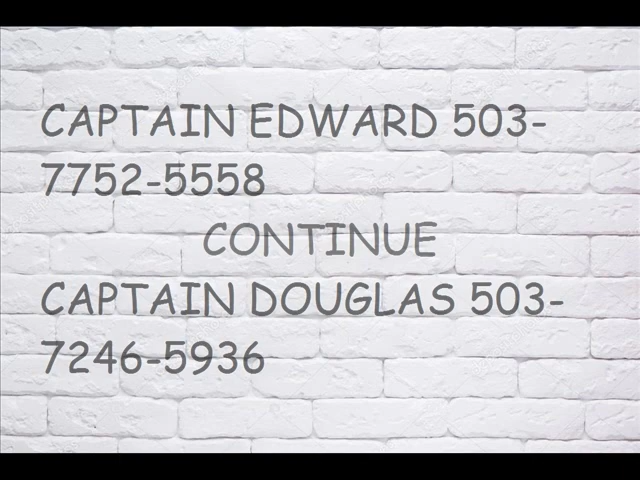 CAPTAIN EDWARD 503-
7752-5558
CONTINUE
CAPTAIN DOUGLAS 503-
7246-5936